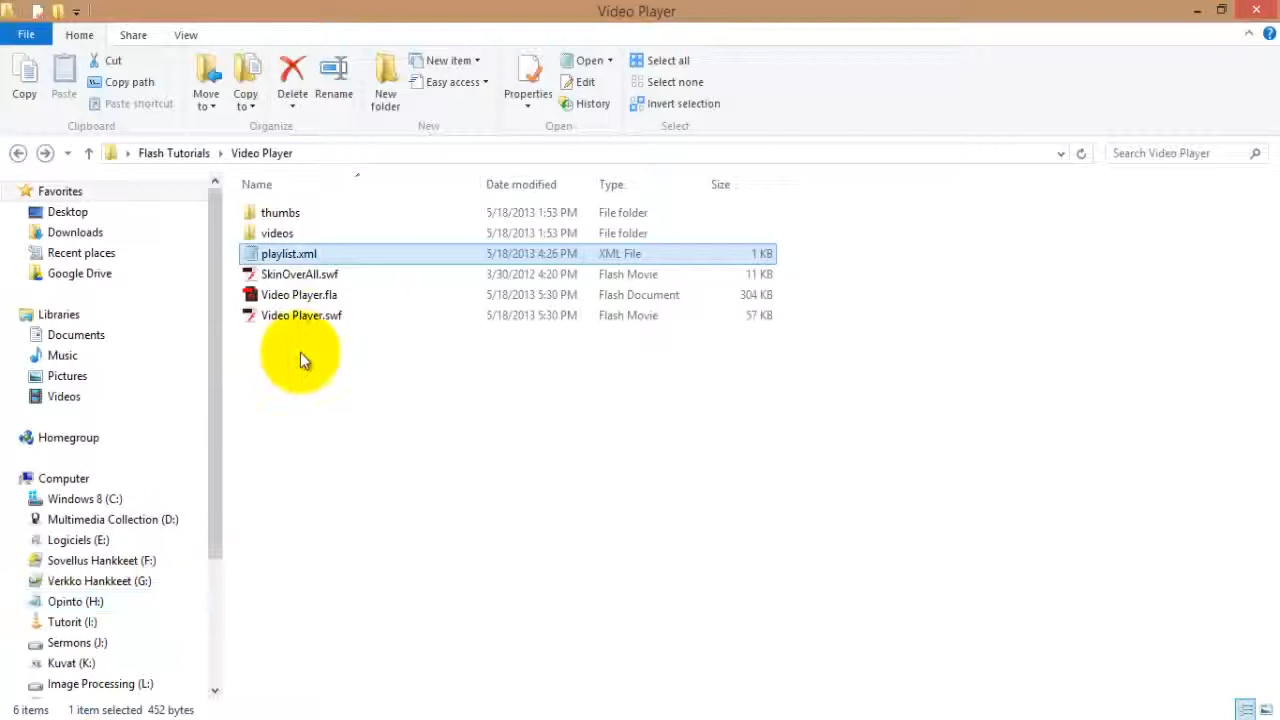 Video Player
File Home Share View
Copy
Paste
Cut
Copy path
Paste shortcut
Clipboard
Move to
Copy to
Delete
Rename
Organize
New folder
New item
Easy access
New
Properties
Open
Edit
History
Open
Select all
Select none
Invert selection
Select
Flash Tutorials Video Player
Search Video Player
Name Date modified Type Size
thumbs 5/18/2013 1:53 PM File folder
videos 5/18/2013 1:53 PM File folder
playlist.xml 5/18/2013 4:26 PM XML File 1 KB
SkinOverAll.swf 3/30/2012 4:20 PM Flash Movie 11 KB
Video Player.fla 5/18/2013 5:30 PM Flash Document 304 KB
Video Player.swf 5/18/2013 5:30 PM Flash Movie 57 KB
Favorites
Desktop
Downloads
Recent places
Google Drive
Libraries
Documents
Music
Pictures
Videos
Homegroup
Computer
Windows 8 (C:)
Multimedia Collection (D:)
Logiciels (E:)
Sovellus Hankkeet (F:)
Verkko Hankkeet (G:)
Opinto (H:)
Tutorit (I:)
Sermons (J:)
Kuvat (K:)
Image Processing (L:)
6 items 1 item selected 452 bytes